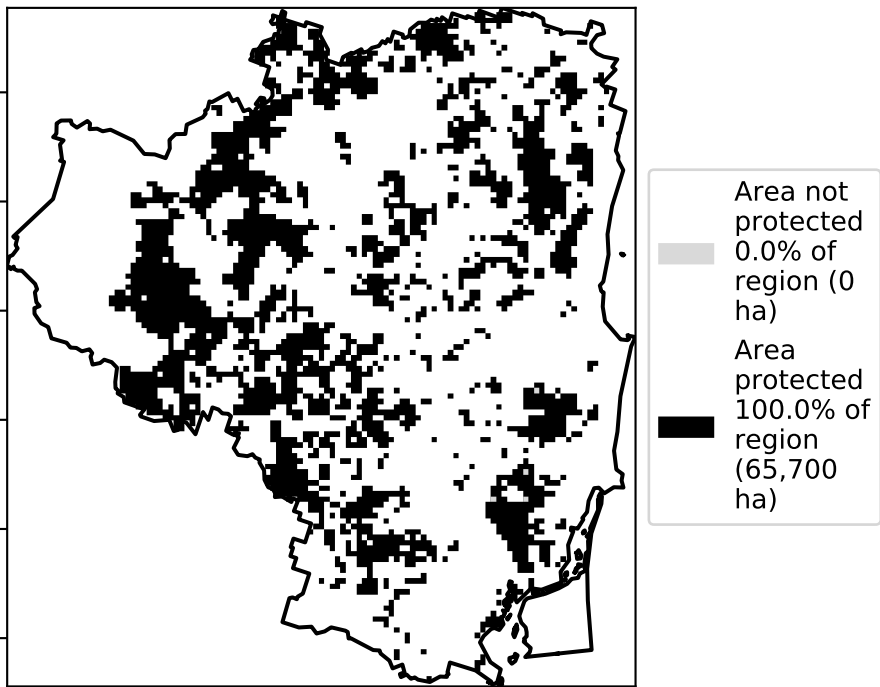 Area not
protected
0.0% of
region (0
ha)
Area
protected
100.0% of
region
(65,700
ha)